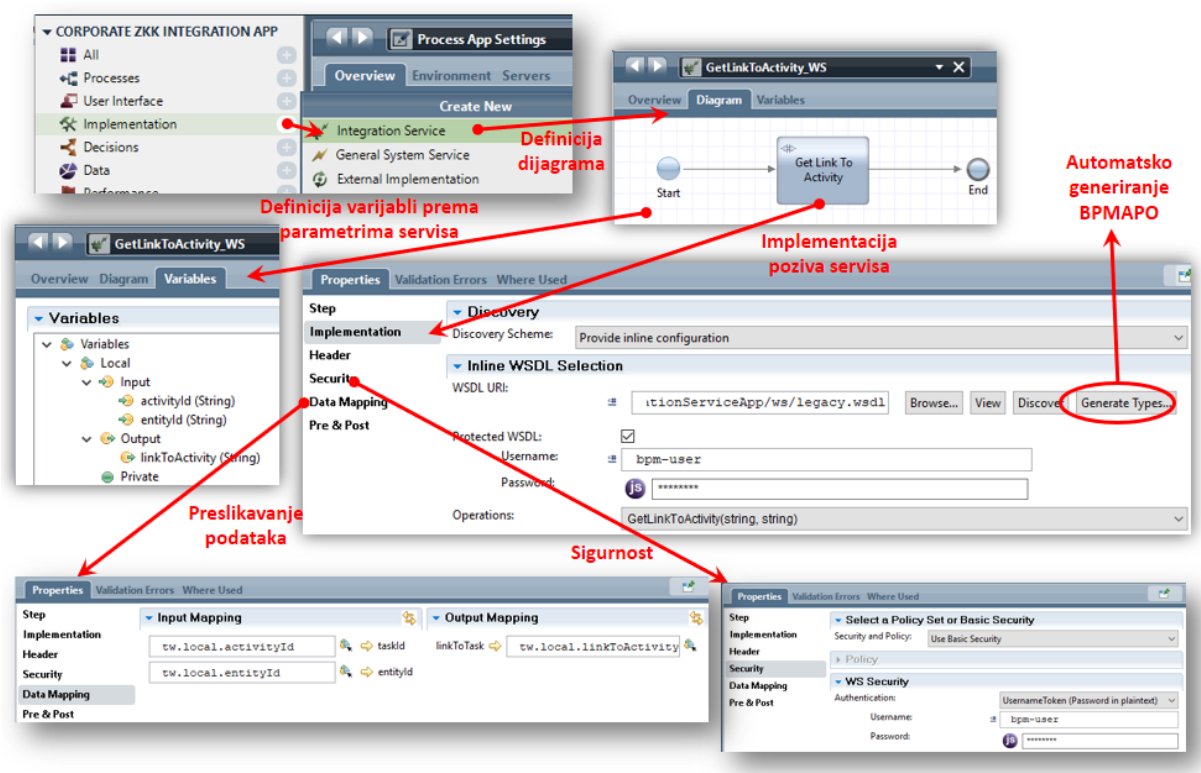 CORPORATE ZKK INTEGRATION APP
All
Processes
User Interface
Implementation
Decisions
Data
Performance
Process App Settings
Overview Environment Servers
Create New
Integration Service
General System Service
External Implementation
Definicija
dijagrama
GetLinkToActivity_WS
Overview Diagram Variables
Start
Get Link To
Activity
End
Automatsko
generiranje
BPMAPO
Definicija varijabli prema
parametrima servisa
Implementacija
poziva servisa
GetLinkToActivity_WS
Overview Diagram Variables
Variables
Variables
Local
Input
activityId (String)
entityId (String)
Output
linkToActivity (String)
Private
Properties Validation Errors Where Used
Step
Implementation
Header
Security
Data Mapping
Pre & Post
Discovery
Discovery Scheme: Provide inline configuration
Inline WSDL Selection
WSDL URI:
ationServiceApp/ws/legacy.wsdl Browse... View Discover Generate Types...
Protected WSDL:
Username: bpm-user
Password: js ********
Operations: GetLinkToActivity(string, string)
Preslikavanje
podataka
Sigurnost
Properties Validation Errors Where Used
Step
Implementation
Header
Security
Data Mapping
Pre & Post
Input Mapping
tw.local.activityId taskId
tw.local.entityId entityId
Output Mapping
linkToTask tw.local.linkToActivity
Properties Validation Errors Where Used
Step
Implementation
Header
Security
Data Mapping
Pre & Post
Select a Policy Set or Basic Security
Security and Policy: Use Basic Security
Policy
WS Security
Authentication: UsernameToken (Password in plaintext)
Username: bpm-user
Password: js ********